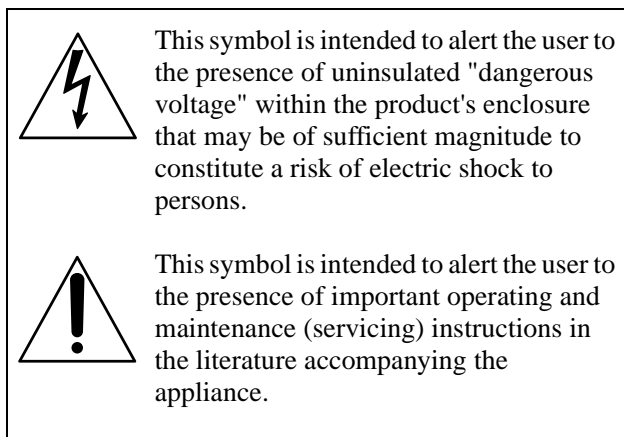 This symbol is intended to alert the user to
the presence of uninsulated "dangerous
voltage" within the product's enclosure
that may be of sufficient magnitude to
constitute a risk of electric shock to
persons.
This symbol is intended to alert the user to
the presence of important operating and
maintenance (servicing) instructions in
the literature accompanying the
appliance.